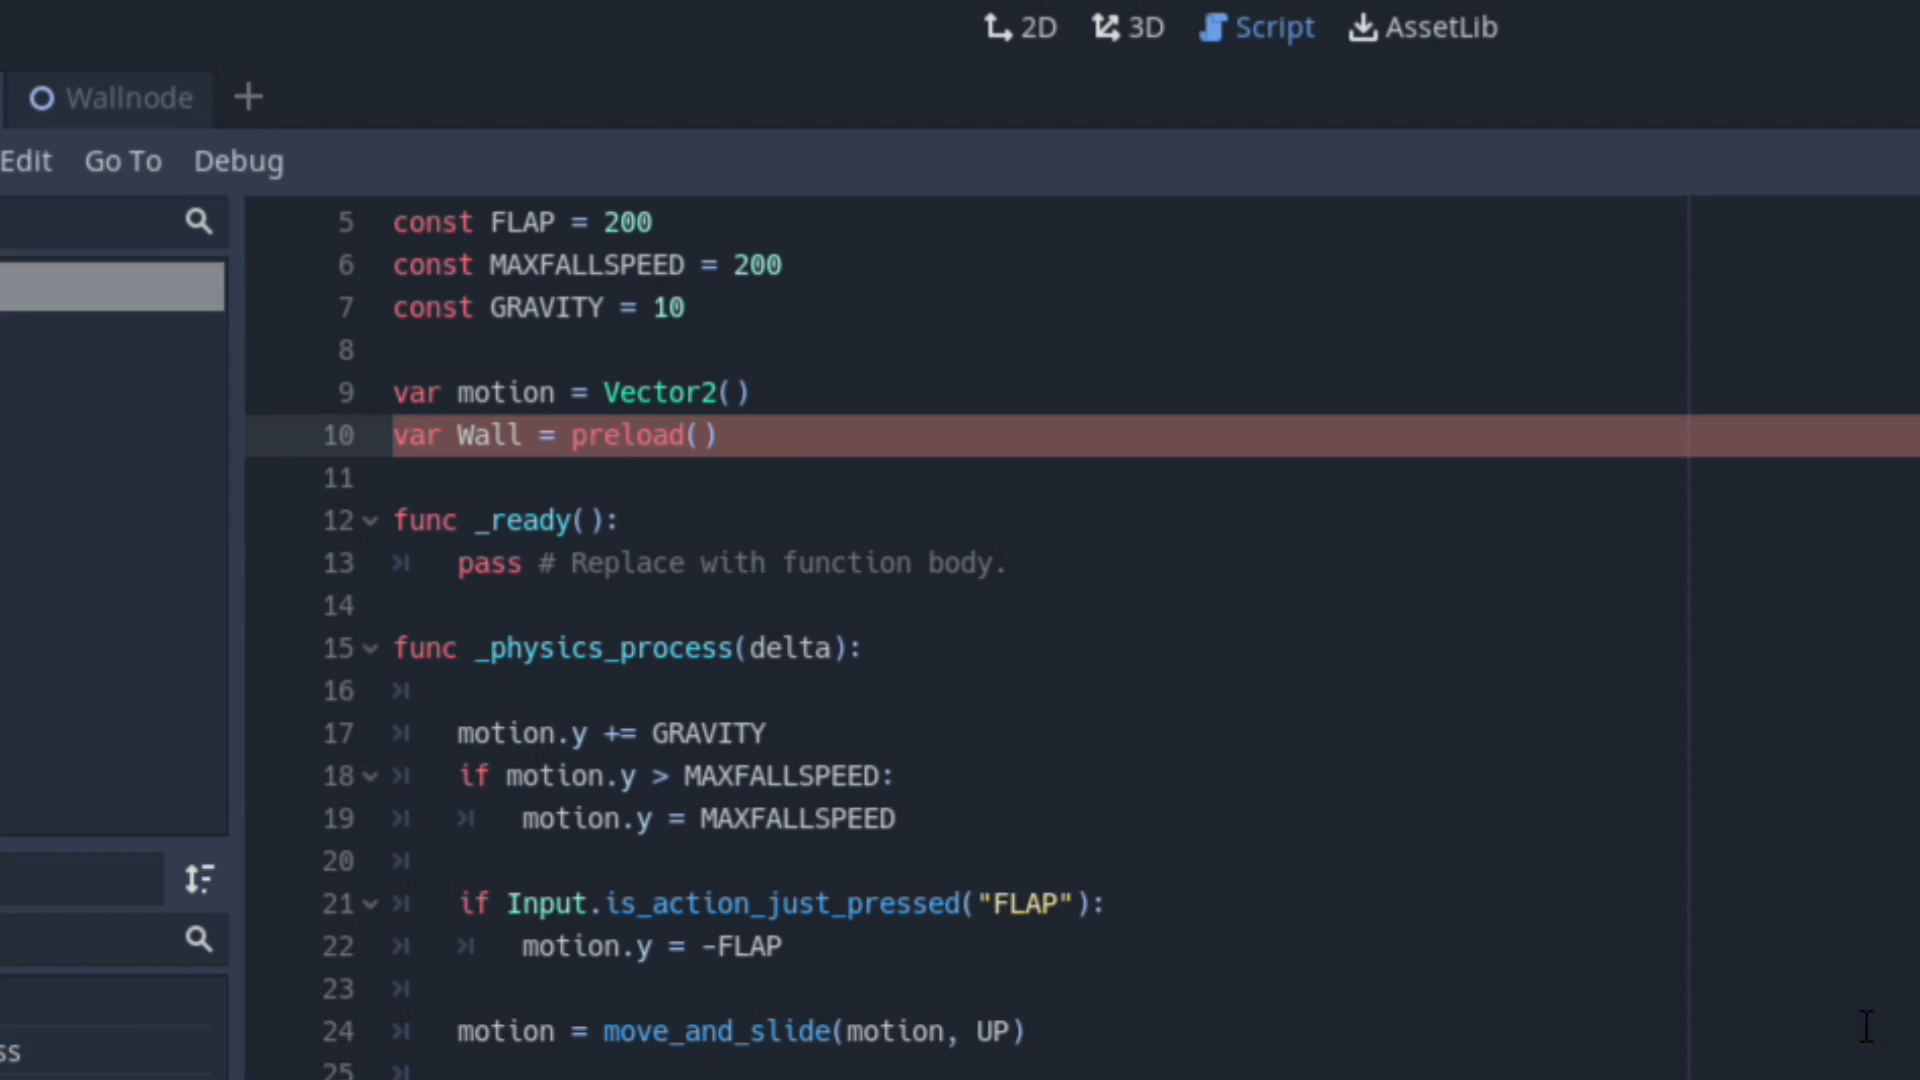 2D 3D Script AssetLib
Wallnode
Edit Go To Debug
5 const FLAP = 200
6 const MAXFALLSPEED = 200
7 const GRAVITY = 10
8
9 var motion = Vector2()
10 var Wall = preload()
11
12 func _ready():
13 pass # Replace with function body.
14
15 func _physics_process(delta):
16
17 motion.y += GRAVITY
18 if motion.y > MAXFALLSPEED:
19 motion.y = MAXFALLSPEED
20
21 if Input.is_action_just_pressed("FLAP"):
22 motion.y = -FLAP
23
24 motion = move_and_slide(motion, UP)
25
ss